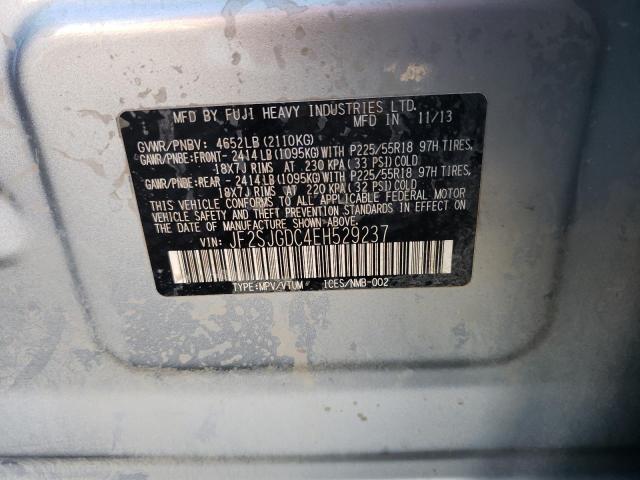 MFD BY FUJI HEAVY INDUSTRIES LTD.
MFD IN 11/13
GVWR/PNBV: 4652LB (2110KG)
GAWR/PNBE: FRONT- 2414 LB (1095KG) WITH P225/55R18 97H TIRES,
18X7J RIMS AT 230 KPA (33 PSI) COLD
GAWR/PNBE: REAR - 2414 LB (1095KG) WITH P225/55R18 97H TIRES,
18X7J RIMS AT 220 KPA (32 PSI) COLD
THIS VEHICLE CONFORMS TO ALL APPLICABLE FEDERAL MOTOR
VEHICLE SAFETY AND THEFT PREVENTION STANDARDS IN
EFFECT ON THE DATE OF MANUFACTURE SHOWN ABOVE.
VIN: JF2SJGDC4EH529237
TYPE:MPV/VTUM ICES/NMB-002